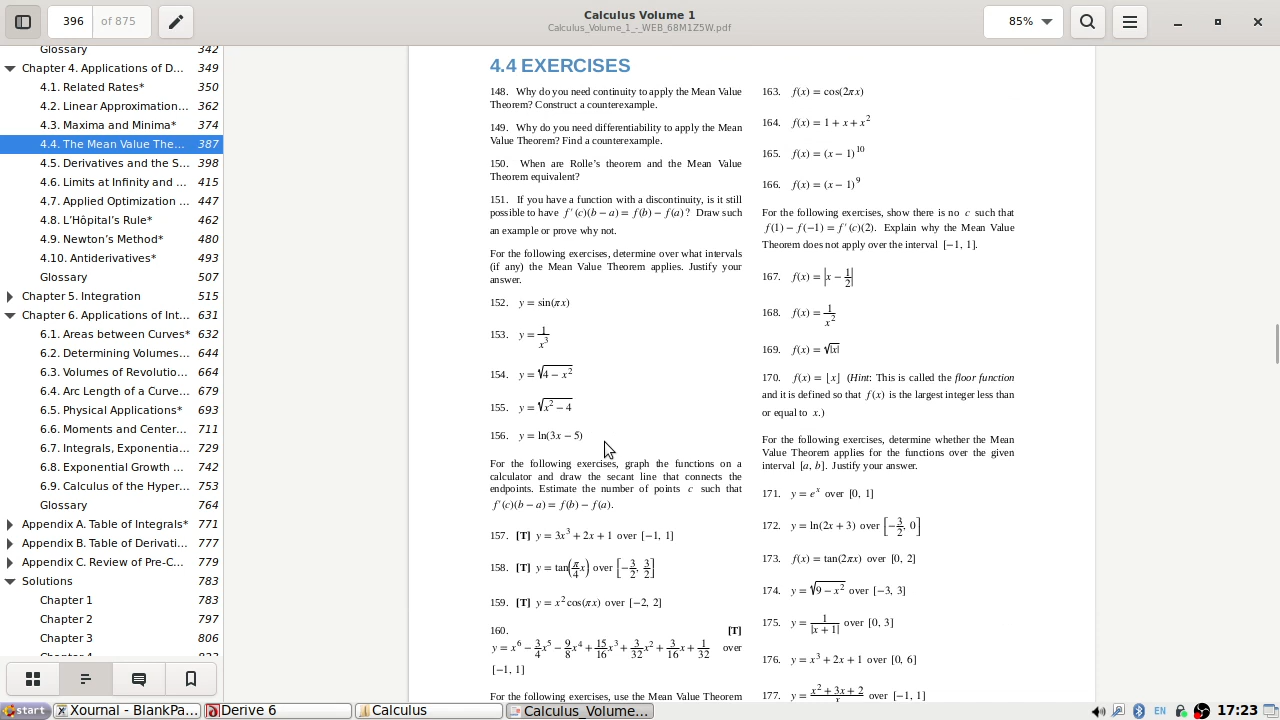 396
of 875
Calculus Volume 1
Calculus_Volume_1_-_WEB_68M1Z5W.pdf
85%
Glossary 342
Chapter 4. Applications of D... 349
4.1. Related Rates* 350
4.2. Linear Approximation... 362
4.3. Maxima and Minima* 374
4.4. The Mean Value The... 387
4.5. Derivatives and the S... 398
4.6. Limits at Infinity and ... 415
4.7. Applied Optimization ... 447
4.8. L'Hôpital's Rule* 462
4.9. Newton's Method* 480
4.10. Antiderivatives* 493
Glossary 507
Chapter 5. Integration 515
Chapter 6. Applications of Int... 631
6.1. Areas between Curves* 632
6.2. Determining Volumes... 644
6.3. Volumes of Revolutio... 664
6.4. Arc Length of a Curve... 679
6.5. Physical Applications* 693
6.6. Moments and Center... 711
6.7. Integrals, Exponentia... 729
6.8. Exponential Growth ... 742
6.9. Calculus of the Hyper... 753
Glossary 764
Appendix A. Table of Integrals* 771
Appendix B. Table of Derivati... 777
Appendix C. Review of Pre-C... 779
Solutions 783
Chapter 1 783
Chapter 2 797
Chapter 3 806
4.4 EXERCISES
148. Why do you need continuity to apply the Mean Value
Theorem? Construct a counterexample.
149. Why do you need differentiability to apply the Mean
Value Theorem? Find a counterexample.
150. When are Rolle's theorem and the Mean Value
Theorem equivalent?
151. If you have a function with a discontinuity, is it still
possible to have f′(c)(b − a) = f(b) − f(a)? Draw such
an example or prove why not.
For the following exercises, determine over what intervals
(if any) the Mean Value Theorem applies. Justify your
answer.
152. y = sin(πx)
153. y = 1/x³
154. y = √(4 − x²)
155. y = √(x² − 4)
156. y = ln(3x − 5)
For the following exercises, graph the functions on a
calculator and draw the secant line that connects the
endpoints. Estimate the number of points c such that
f′(c)(b − a) = f(b) − f(a).
157. [T] y = 3x³ + 2x + 1 over [−1, 1]
158. [T] y = tan(π/4 x) over [−3/2, 3/2]
159. [T] y = x² cos(πx) over [−2, 2]
160. [T]
y = x⁶ − 3/4 x⁵ − 9/8 x⁴ + 15/16 x³ + 3/32 x² + 3/16 x + 1/32 over
[−1, 1]
For the following exercises, use the Mean Value Theorem
163. f(x) = cos(2πx)
164. f(x) = 1 + x + x²
165. f(x) = (x − 1)¹⁰
166. f(x) = (x − 1)⁹
For the following exercises, show there is no c such that
f(1) − f(−1) = f′(c)(2). Explain why the Mean Value
Theorem does not apply over the interval [−1, 1].
167. f(x) = |x − 1/2|
168. f(x) = 1/x²
169. f(x) = √|x|
170. f(x) = ⌊x⌋ (Hint: This is called the floor function
and it is defined so that f(x) is the largest integer less than
or equal to x.)
For the following exercises, determine whether the Mean
Value Theorem applies for the functions over the given
interval [a, b]. Justify your answer.
171. y = eˣ over [0, 1]
172. y = ln(2x + 3) over [−3/2, 0]
173. f(x) = tan(2πx) over [0, 2]
174. y = √(9 − x²) over [−3, 3]
175. y = 1/|x + 1| over [0, 3]
176. y = x³ + 2x + 1 over [0, 6]
177. y = x² + 3x + 2 over [−1, 1]
start
Xournal - BlankPa...
Derive 6
Calculus
Calculus_Volume...
EN
17:23